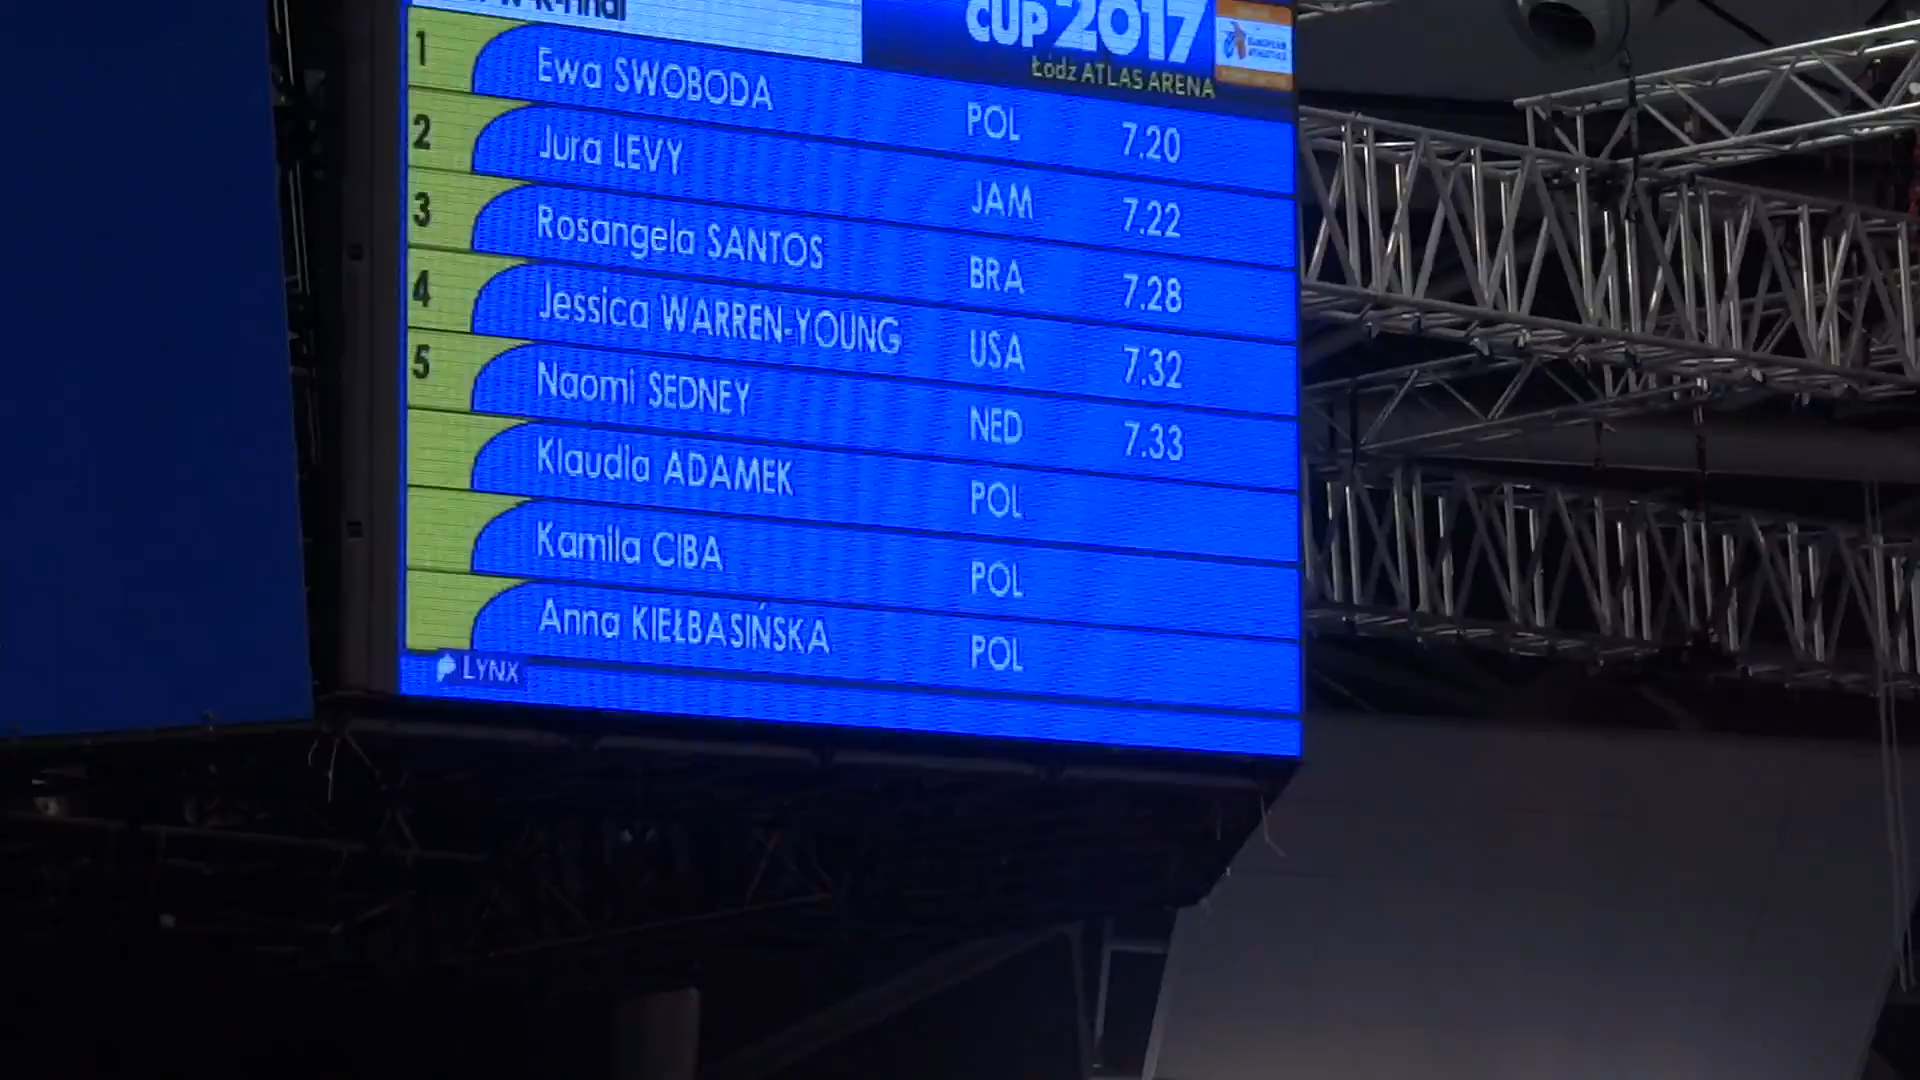 CUP 2017
Łódź ATLAS ARENA
1 Ewa SWOBODA POL 7.20
2 Jura LEVY JAM 7.22
3 Rosangela SANTOS BRA 7.28
4 Jessica WARREN-YOUNG USA 7.32
5 Naomi SEDNEY NED 7.33
Klaudia ADAMEK POL
Kamila CIBA POL
Anna KIEŁBASIŃSKA POL
LYNX